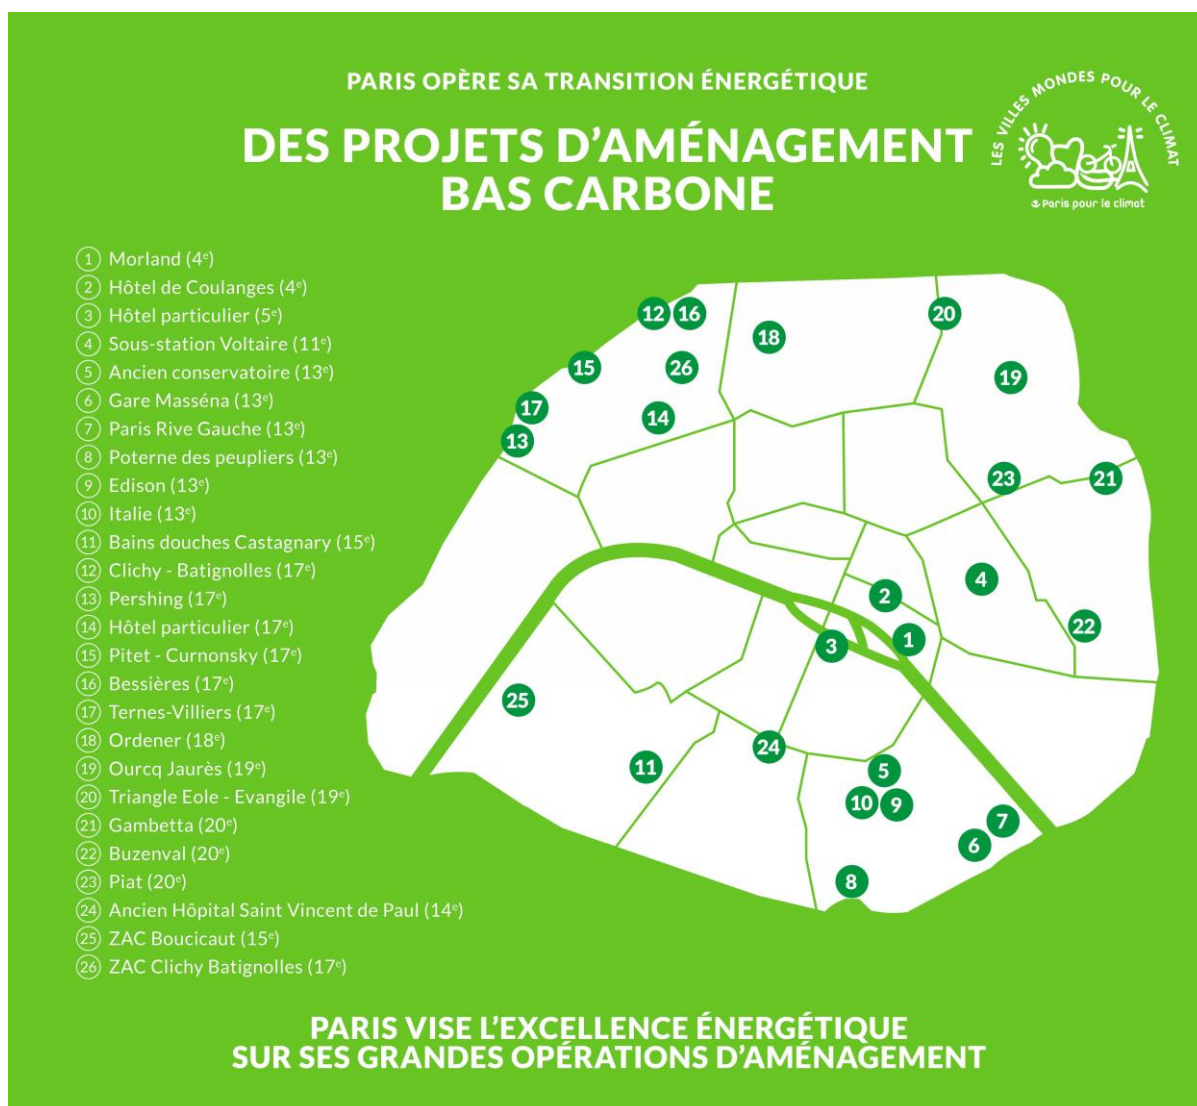 PARIS OPÈRE SA TRANSITION ÉNERGÉTIQUE
DES PROJETS D'AMÉNAGEMENT
BAS CARBONE
LES VILLES MONDES POUR LE CLIMAT
Paris pour le climat
1 Morland (4e)
2 Hôtel de Coulanges (4e)
3 Hôtel particulier (5e)
4 Sous-station Voltaire (11e)
5 Ancien conservatoire (13e)
6 Gare Masséna (13e)
7 Paris Rive Gauche (13e)
8 Poterne des peupliers (13e)
9 Edison (13e)
10 Italie (13e)
11 Bains douches Castagnary (15e)
12 Clichy - Batignolles (17e)
13 Pershing (17e)
14 Hôtel particulier (17e)
15 Pitet - Curnonsky (17e)
16 Bessières (17e)
17 Ternes-Villiers (17e)
18 Ordener (18e)
19 Ourcq Jaurès (19e)
20 Triangle Eole - Evangile (19e)
21 Gambetta (20e)
22 Buzenval (20e)
23 Piat (20e)
24 Ancien Hôpital Saint Vincent de Paul (14e)
25 ZAC Boucicaut (15e)
26 ZAC Clichy Batignolles (17e)
12 16 20
18
15 26 19
17 14
13
23 21
4
2
22
1
3
25
24
11 5
10 9
7
6
8
PARIS VISE L'EXCELLENCE ÉNERGÉTIQUE
SUR SES GRANDES OPÉRATIONS D'AMÉNAGEMENT